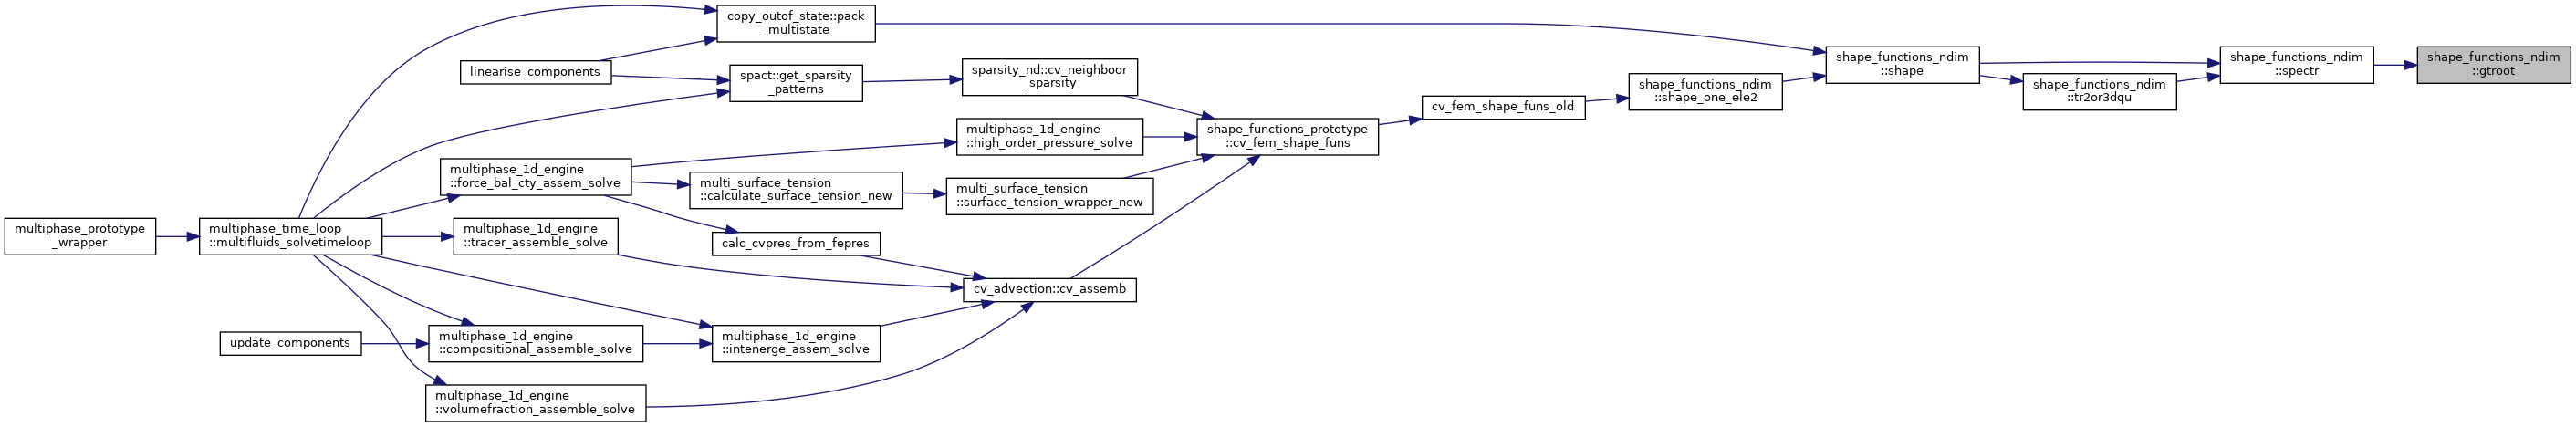 copy_outof_state::pack
_multistate
linearise_components
spact::get_sparsity
_patterns
sparsity_nd::cv_neighboor
_sparsity
shape_functions_ndim
::shape
shape_functions_ndim
::spectr
shape_functions_ndim
::gtroot
shape_functions_ndim
::tr2or3dqu
shape_functions_ndim
::shape_one_ele2
cv_fem_shape_funs_old
shape_functions_prototype
::cv_fem_shape_funs
multiphase_1d_engine
::high_order_pressure_solve
multiphase_1d_engine
::force_bal_cty_assem_solve
multi_surface_tension
::calculate_surface_tension_new
multi_surface_tension
::surface_tension_wrapper_new
multiphase_prototype
_wrapper
multiphase_time_loop
::multifluids_solvetimeloop
multiphase_1d_engine
::tracer_assemble_solve
calc_cvpres_from_fepres
cv_advection::cv_assemb
update_components
multiphase_1d_engine
::compositional_assemble_solve
multiphase_1d_engine
::intenerge_assem_solve
multiphase_1d_engine
::volumefraction_assemble_solve